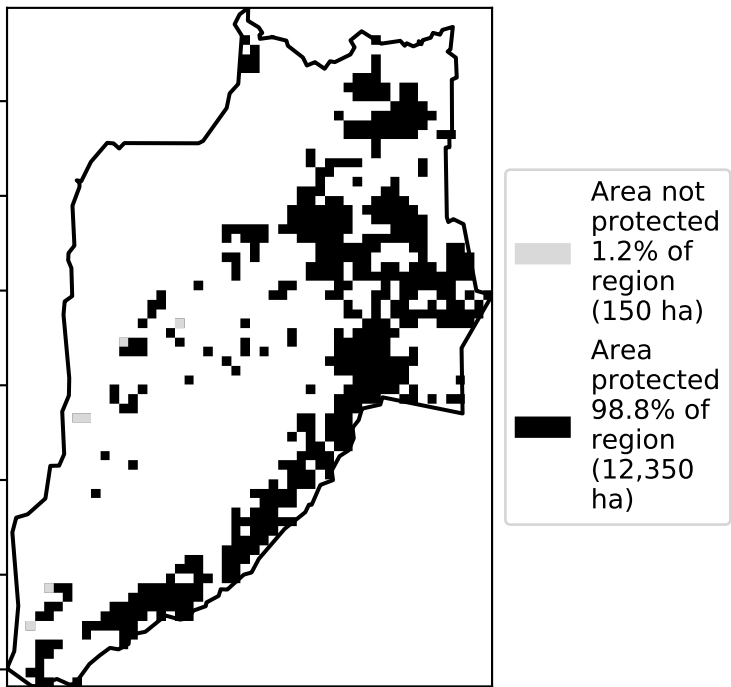 Area not
protected
1.2% of
region
(150 ha)
Area
protected
98.8% of
region
(12,350
ha)